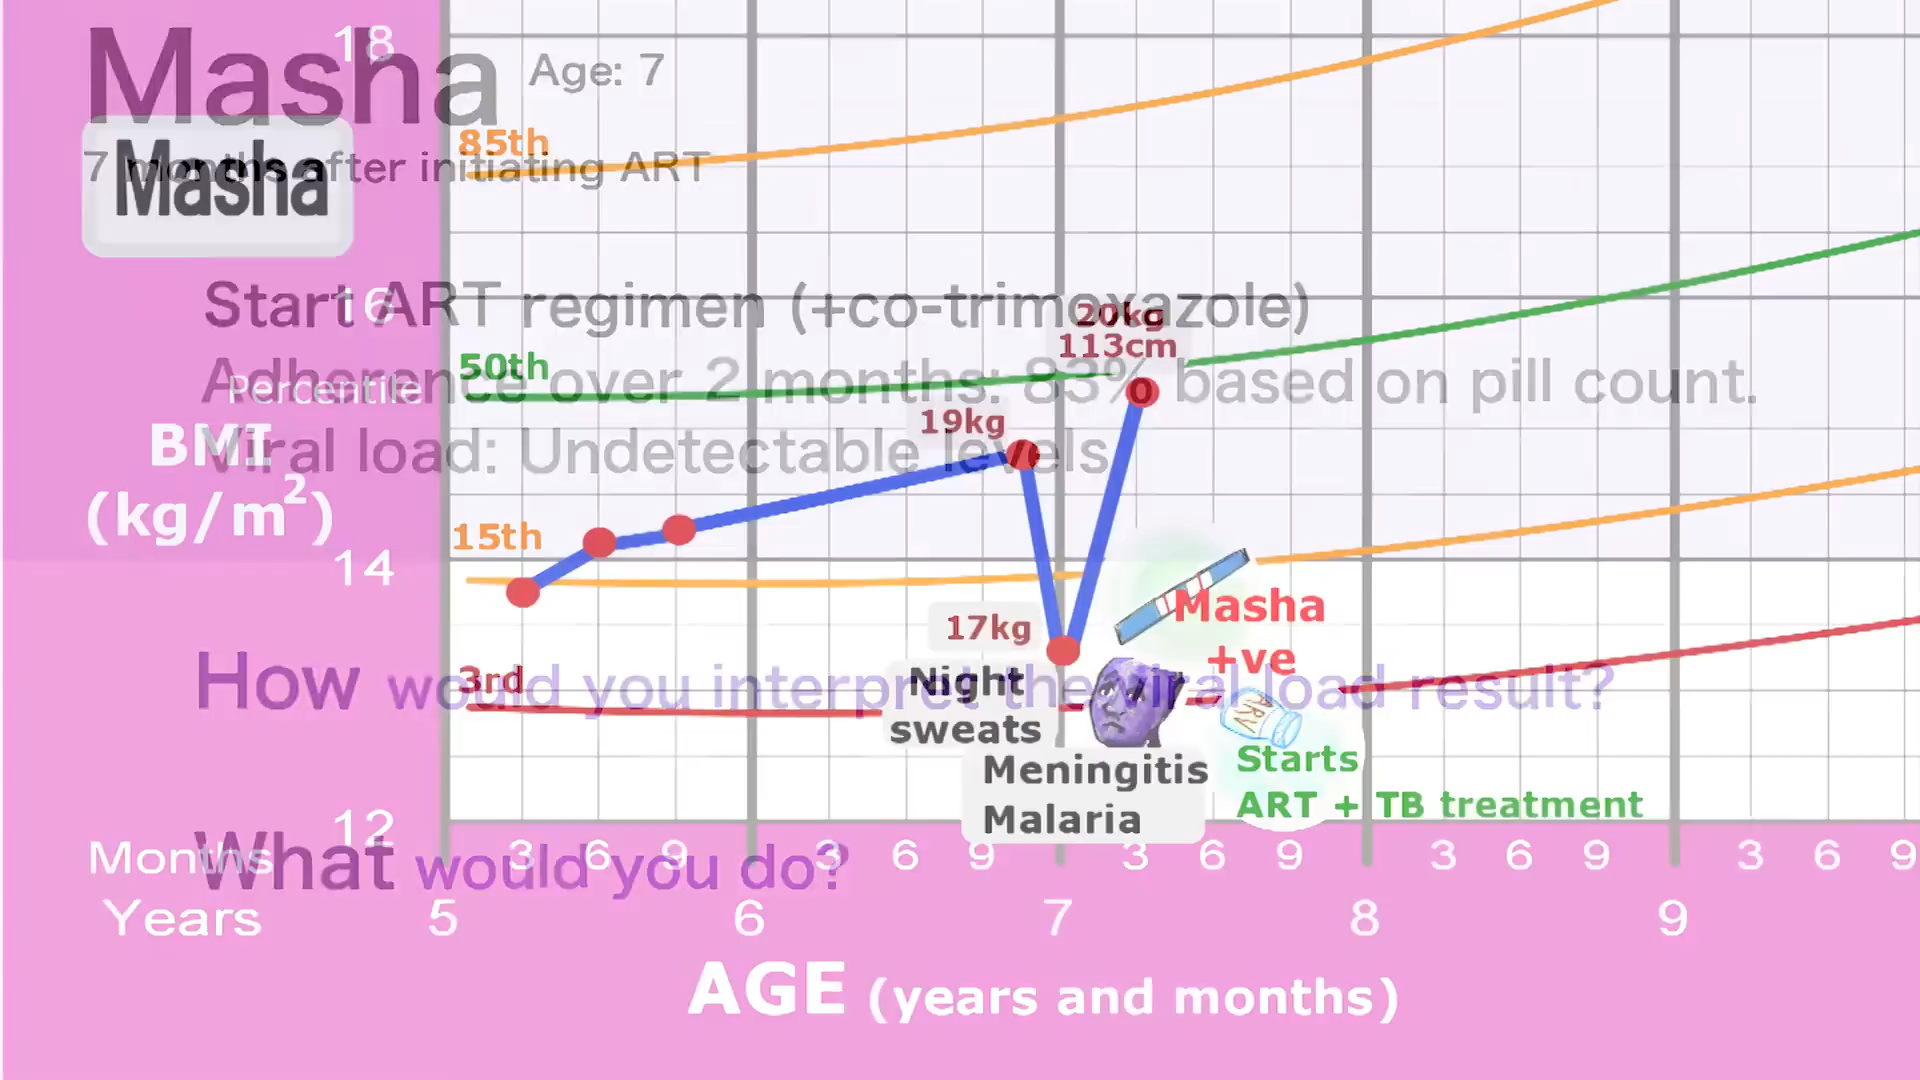 Masha
Age: 7
7 months after initiating ART
Masha
Start ART regimen (+co-trimoxazole)
Adherence over 2 months: 83% based on pill count.
Viral load: Undetectable levels
How would you interpret the viral load result?
What would you do?
18
16
14
12
Percentile
BMI
(kg/m²)
85th
50th
15th
3rd
20kg
113cm
19kg
17kg
Night
sweats
Meningitis
Malaria
Masha
+ve
ARV
Starts
ART + TB treatment
Months 3 6 9 3 6 9 3 6 9 3 6 9 3 6 9
Years 5 6 7 8 9
AGE (years and months)